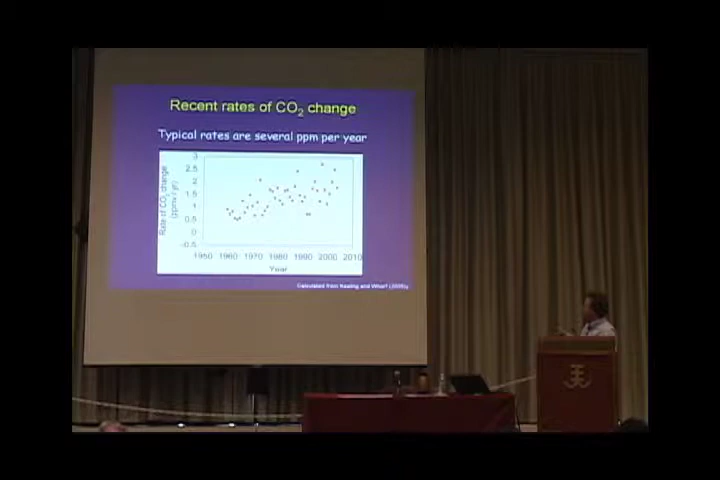 Recent rates of CO2 change
Typical rates are several ppm per year
Rate of CO2 change
(ppmv / yr)
3
2.5
2
1.5
1
0.5
0
-0.5
1950 1960 1970 1980 1990 2000 2010
Year
Calculated from Keeling and Whorf (2005)